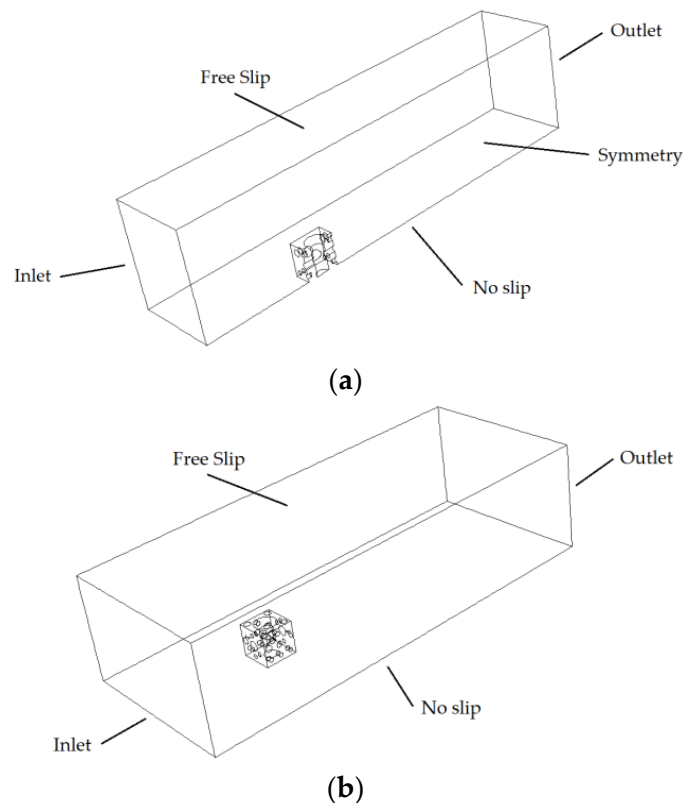 Outlet
Free Slip
Symmetry
Inlet
No slip
(a)
Free Slip
Outlet
No slip
Inlet
(b)